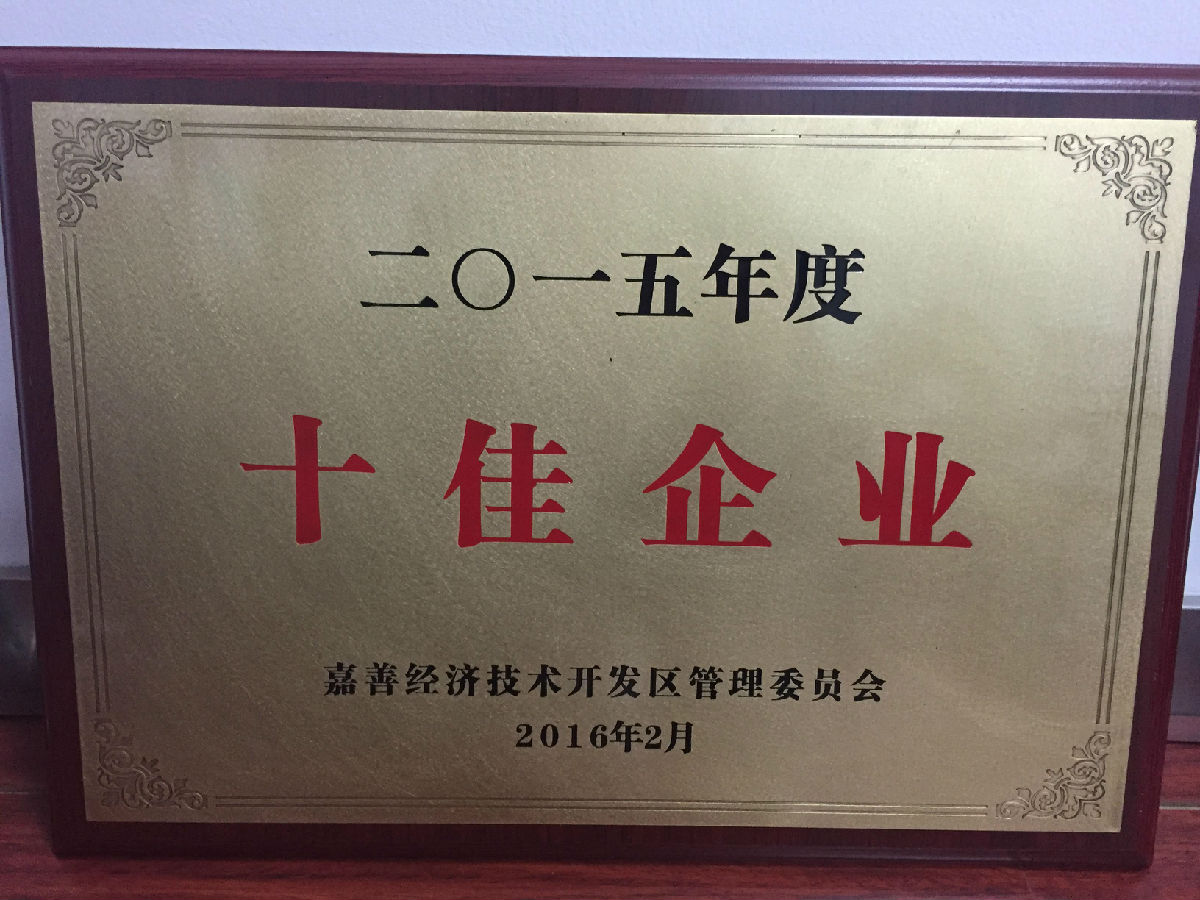 二〇一五年度
十佳企业
嘉善经济技术开发区管理委员会
2016年2月